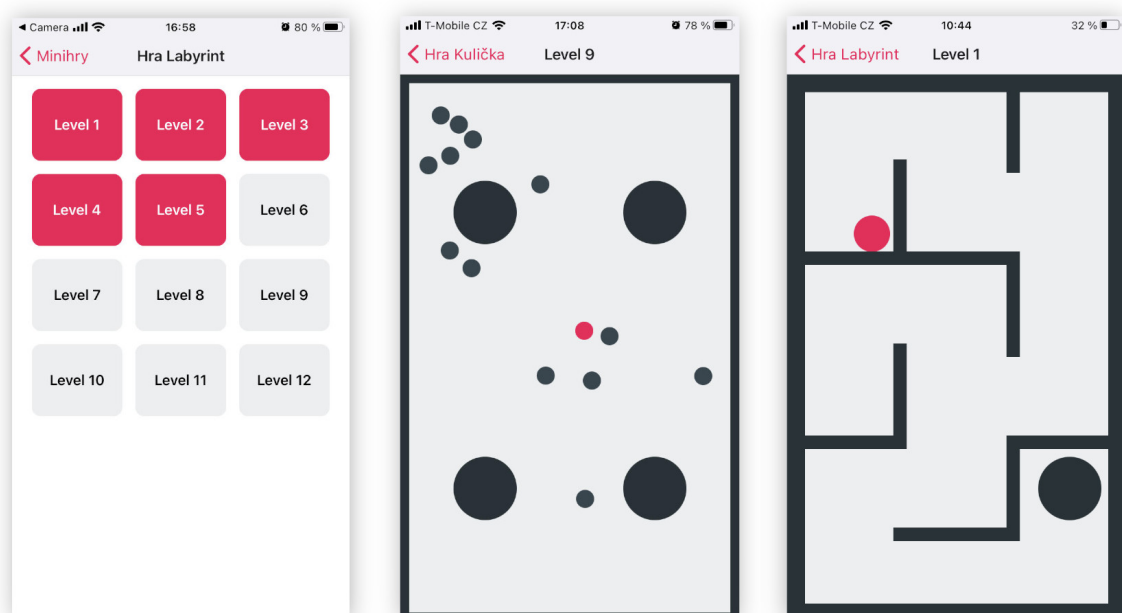 Camera 16:58 80 %
Minihry Hra Labyrint
Level 1 Level 2 Level 3
Level 4 Level 5 Level 6
Level 7 Level 8 Level 9
Level 10 Level 11 Level 12
T-Mobile CZ 17:08 78 %
Hra Kulička Level 9
T-Mobile CZ 10:44 32 %
Hra Labyrint Level 1